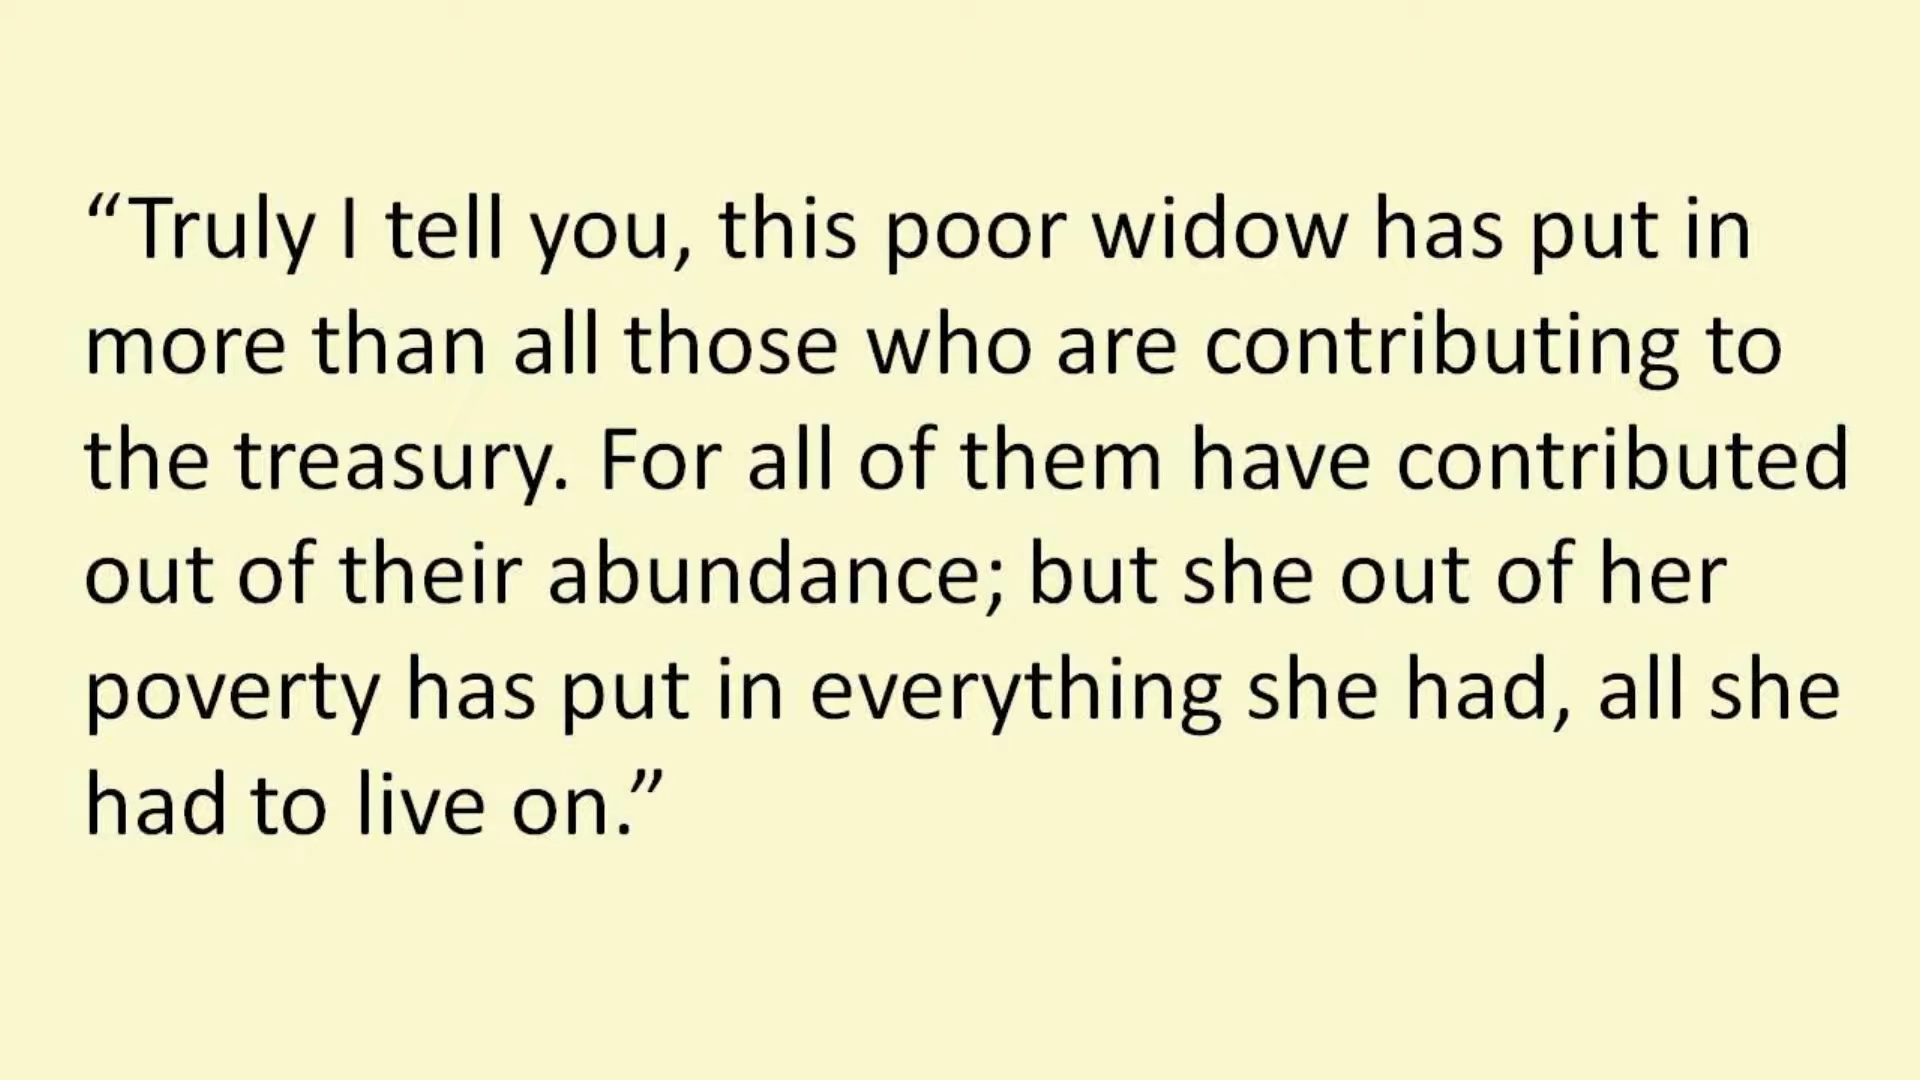 “Truly I tell you, this poor widow has put in
more than all those who are contributing to
the treasury. For all of them have contributed
out of their abundance; but she out of her
poverty has put in everything she had, all she
had to live on.”